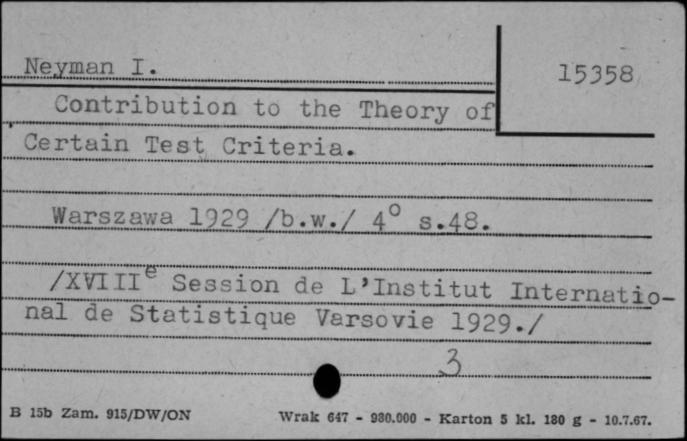 Neyman I.
15358
Contribution to the Theory of
Certain Test Criteria.
Warszawa 1929 /b.w./ 4° s.48.
/XVIIIe Session de L'Institut Internatio-
nal de Statistique Varsovie 1929./
3
B 15b Zam. 915/DW/ON
Wrak 647 - 930.000 - Karton 5 kl. 180 g - 10.7.67.